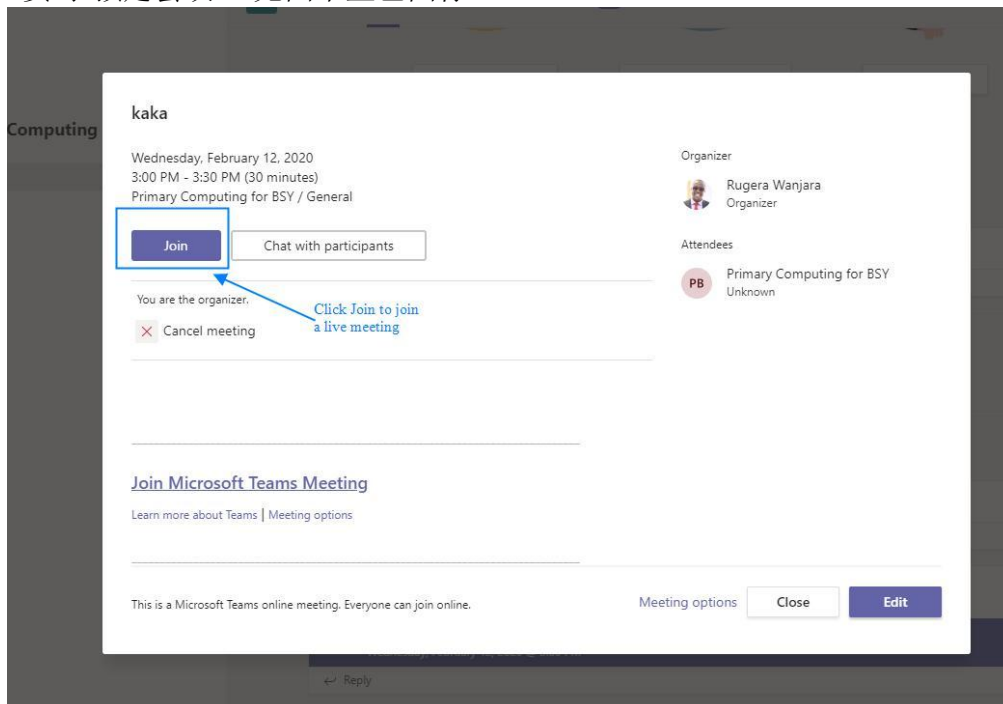 Computing
kaka
Wednesday, February 12, 2020
3:00 PM - 3:30 PM (30 minutes)
Primary Computing for BSY / General
Join
Chat with participants
You are the organizer.
Click Join to join
a live meeting
Cancel meeting
Organizer
Rugera Wanjara
Organizer
Attendees
PB
Primary Computing for BSY
Unknown
Join Microsoft Teams Meeting
Learn more about Teams | Meeting options
This is a Microsoft Teams online meeting. Everyone can join online.
Meeting options
Close
Edit
Reply